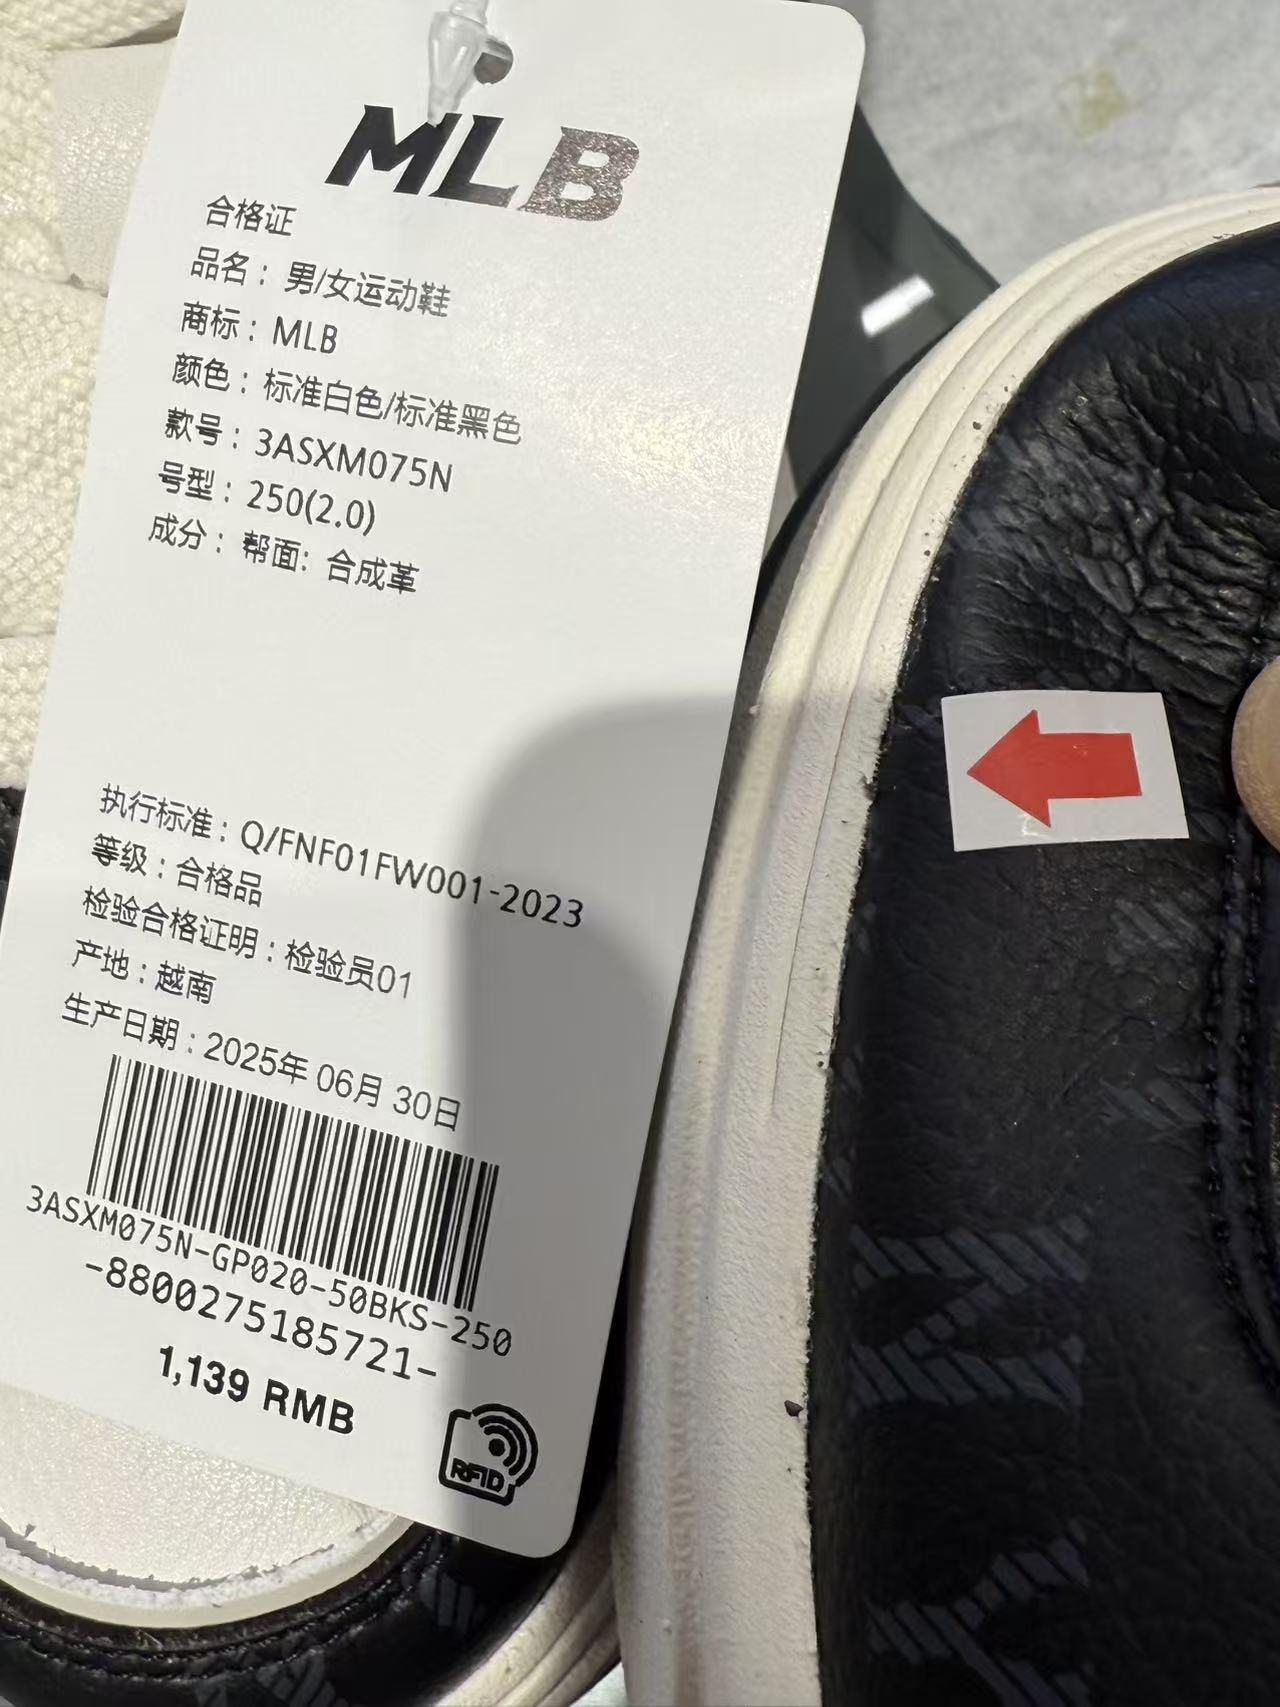 MLB
合格证
品名：男/女运动鞋
商标：MLB
颜色：标准白色/标准黑色
款号：3ASXM075N
号型：250(2.0)
成分：帮面: 合成革
执行标准：Q/FNF01FW001-2023
等级：合格品
检验合格证明：检验员01
产地：越南
生产日期：2025年 06月 30日
3ASXM075N-GP020-50BKS-250
-8800275185721-
1,139 RMB
RFID